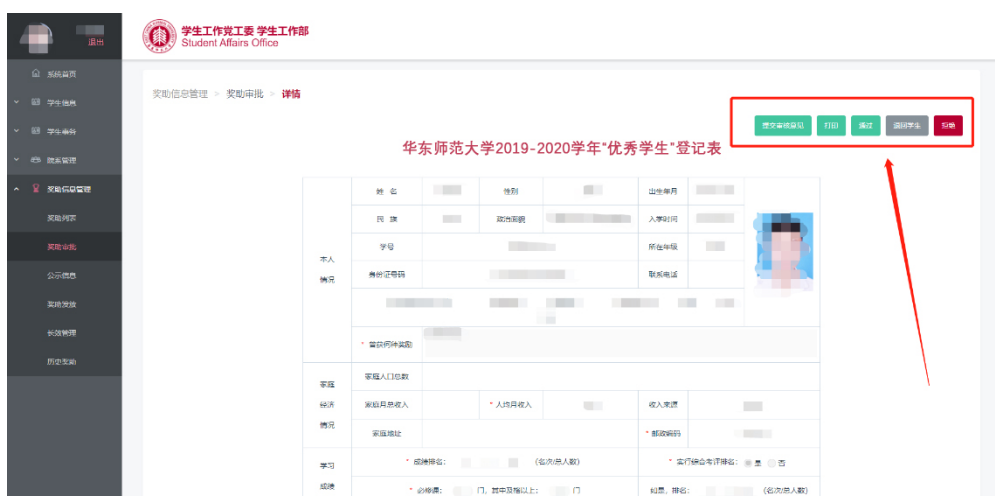 退出
学生工作党工委 学生工作部
Student Affairs Office
系统首页
学生信息
学生事务
院系管理
奖助信息管理
奖助列表
奖助审批
公示信息
奖助发放
长效管理
历史奖助
奖助信息管理 > 奖助审批 > 详情
提交审核意见 打印 通过 退回学生 拒绝
华东师范大学2019-2020学年"优秀学生"登记表
本人情况
姓 名 性别 出生年月
民 族 政治面貌 入学时间
学号 所在年级
身份证号码 联系电话
* 曾获何种奖励
家庭经济情况
家庭人口总数
家庭月总收入 * 人均月收入 收入来源
家庭地址 * 邮政编码
学习成绩
* 成绩排名： (名次/总人数) * 实行综合考评排名： 是 否
* 必修课： 门，其中及格以上： 门 如是，排名： (名次/总人数)